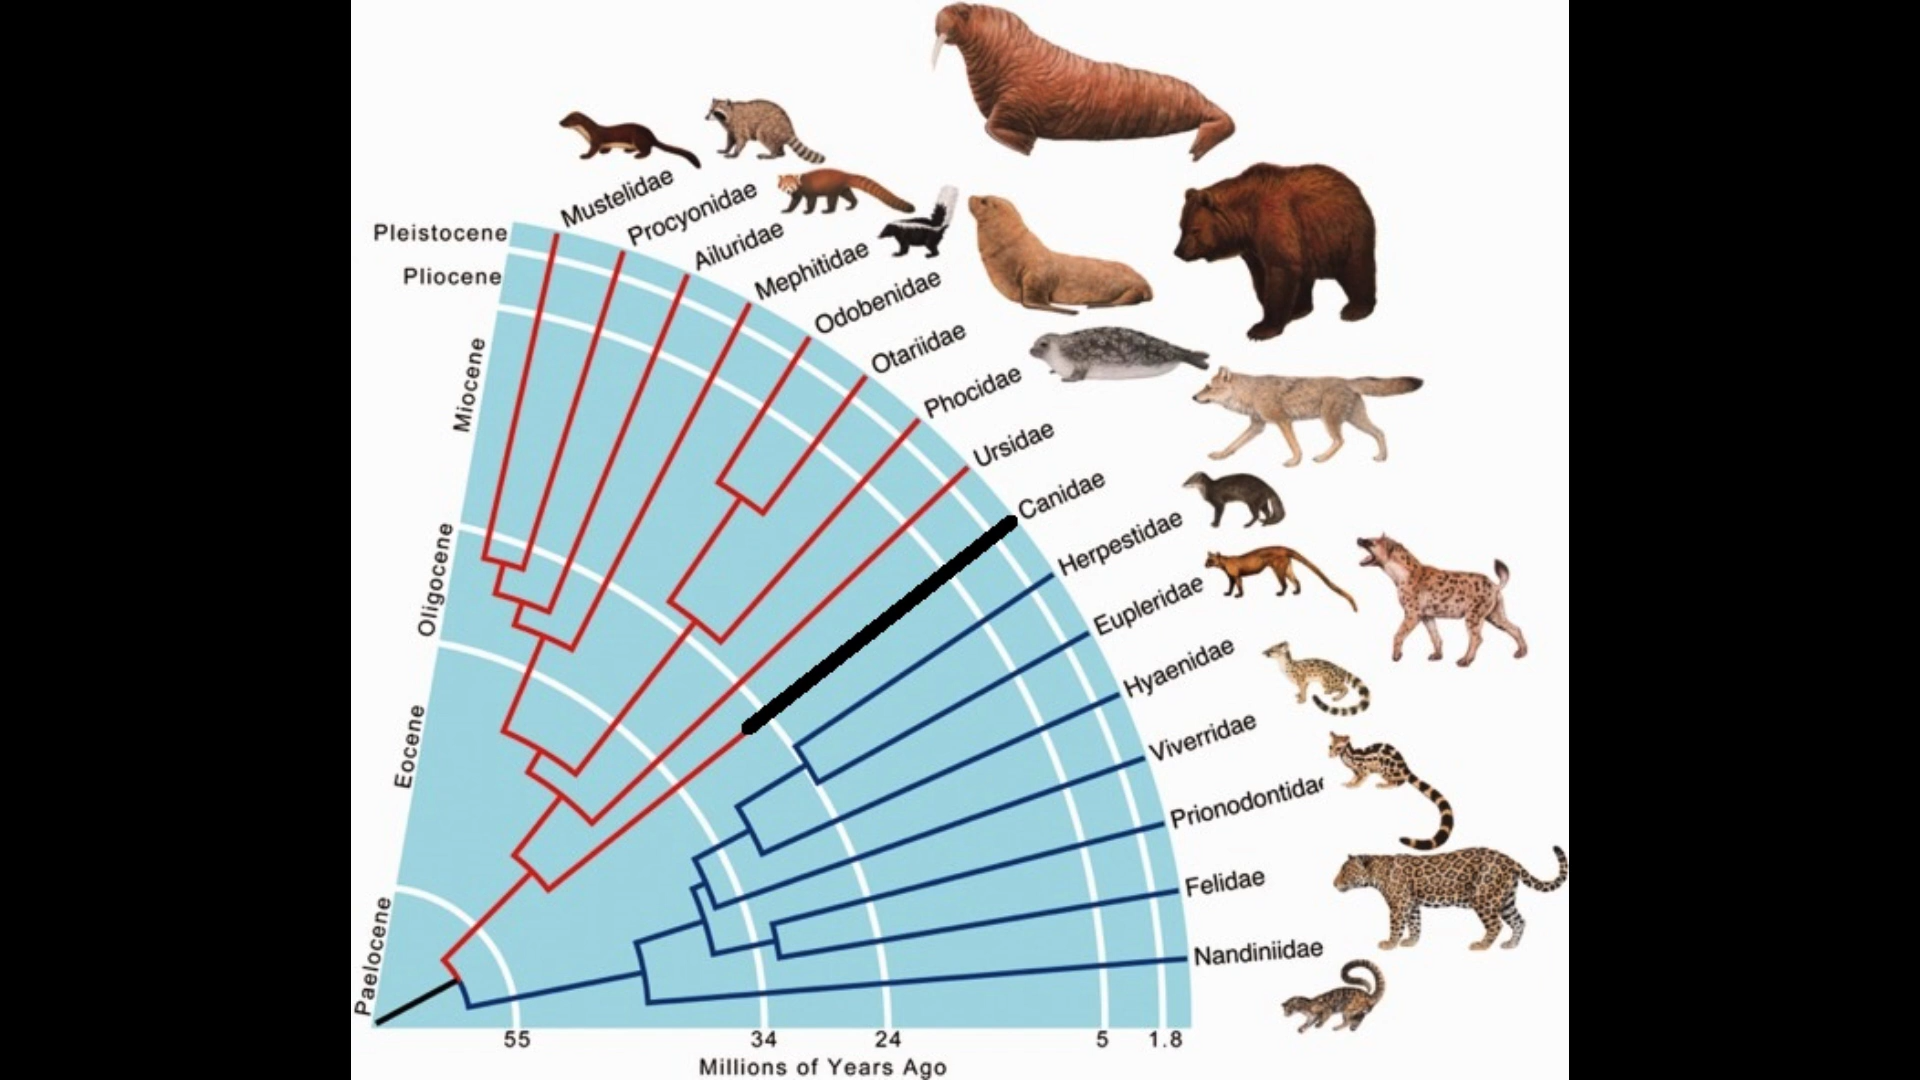 Mustelidae
Procyonidae
Ailuridae
Mephitidae
Odobenidae
Otariidae
Phocidae
Ursidae
Canidae
Herpestidae
Eupleridae
Hyaenidae
Viverridae
Prionodontidae
Felidae
Nandiniidae
Pleistocene
Pliocene
Miocene
Oligocene
Eocene
Paelocene
55 34 24 5 1.8
Millions of Years Ago